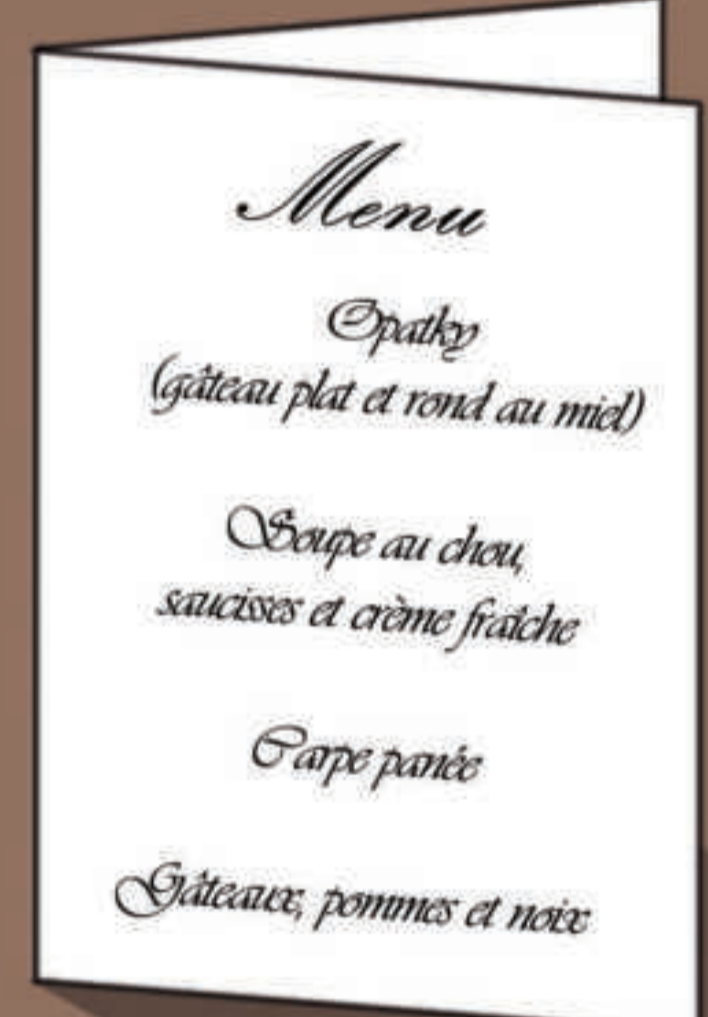 Menu
Opatky
(gâteau plat et rond au miel)
Soupe au chou,
saucisses et crème fraîche
Carpe panée
Gâteaux, pommes et noix